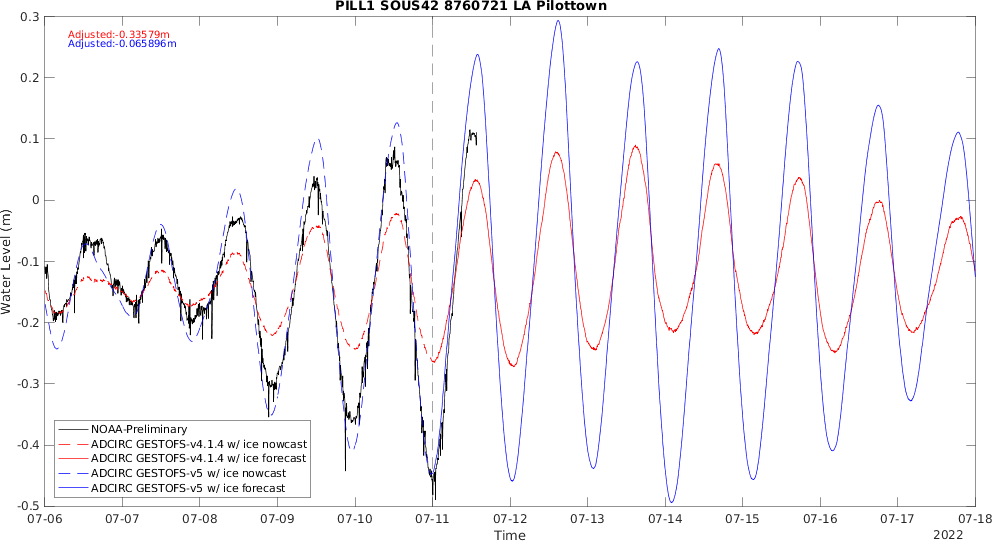 PILL1 SOUS42 8760721 LA Pilottown
Adjusted:-0.33579m
Adjusted:-0.065896m
0.3
0.2
0.1
0
-0.1
-0.2
-0.3
-0.4
-0.5
Water Level (m)
NOAA-Preliminary
ADCIRC GESTOFS-v4.1.4 w/ ice nowcast
ADCIRC GESTOFS-v4.1.4 w/ ice forecast
ADCIRC GESTOFS-v5 w/ ice nowcast
ADCIRC GESTOFS-v5 w/ ice forecast
07-06 07-07 07-08 07-09 07-10 07-11 07-12 07-13 07-14 07-15 07-16 07-17 07-18
Time
2022